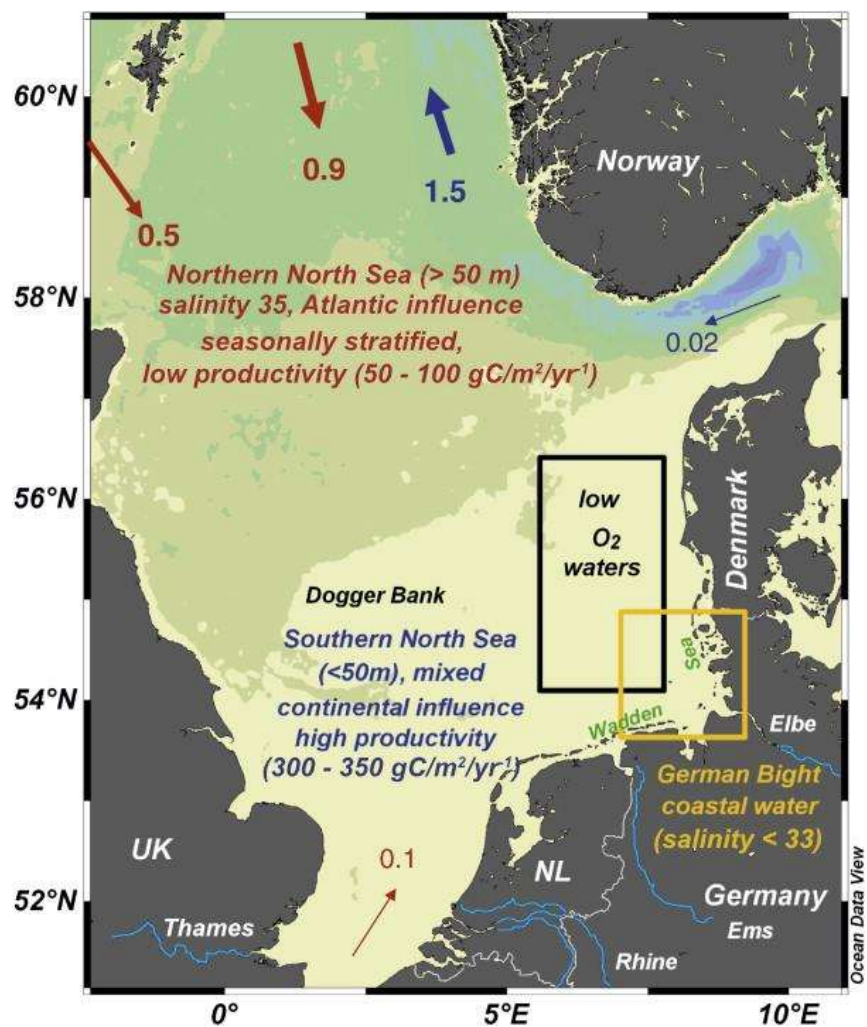 60°N
58°N
56°N
54°N
52°N
0°
5°E
10°E
0.9
1.5
0.5
Norway
Northern North Sea (> 50 m)
salinity 35, Atlantic influence
seasonally stratified,
low productivity (50 - 100 gC/m²/yr⁻¹)
0.02
low
O₂
waters
Denmark
Dogger Bank
Southern North Sea
(<50m), mixed
continental influence
high productivity
(300 - 350 gC/m²/yr⁻¹)
Wadden
Sea
Elbe
German Bight
coastal water
(salinity < 33)
UK
0.1
NL
Germany
Thames
Ems
Rhine
Ocean Data View